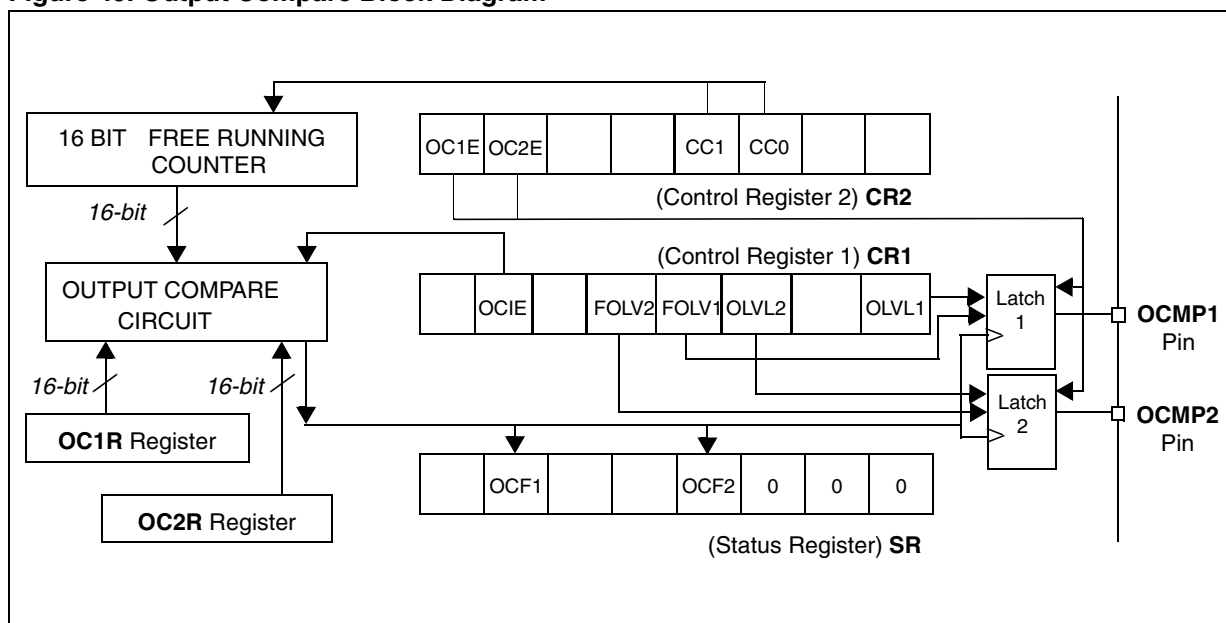 Figure 43. Output Compare Block Diagram
16 BIT FREE RUNNING
COUNTER
16-bit
OC1E OC2E CC1 CC0
(Control Register 2) CR2
(Control Register 1) CR1
OUTPUT COMPARE
CIRCUIT
OCIE FOLV2 FOLV1 OLVL2 OLVL1
Latch
1
OCMP1
Pin
16-bit
16-bit
Latch
2
OCMP2
Pin
OC1R Register
OCF1 OCF2 0 0 0
OC2R Register
(Status Register) SR